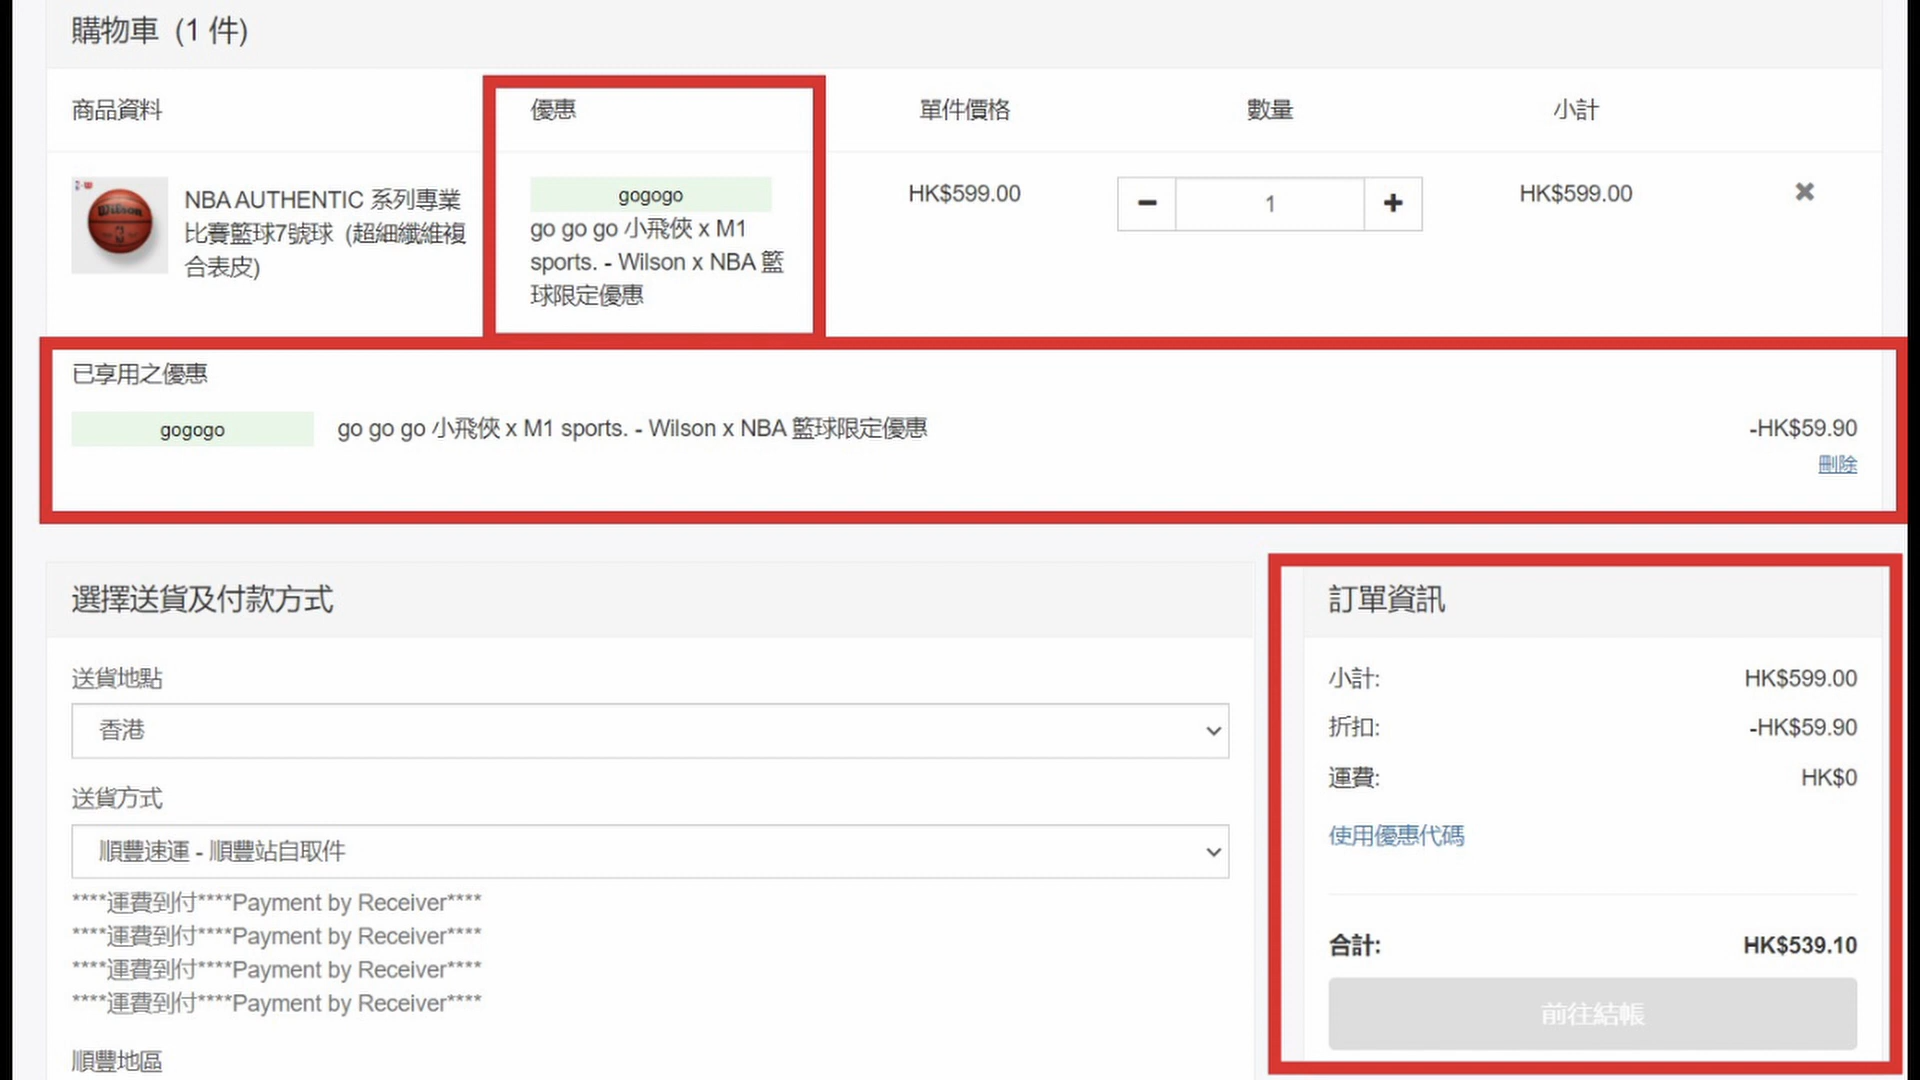 購物車 (1 件)
商品資料
優惠
單件價格
數量
小計
Wilson
NBA AUTHENTIC 系列專業
比賽籃球7號球 (超細纖維複
合表皮)
gogogo
go go go 小飛俠 x M1
sports. - Wilson x NBA 籃
球限定優惠
HK$599.00
1
HK$599.00
已享用之優惠
gogogo
go go go 小飛俠 x M1 sports. - Wilson x NBA 籃球限定優惠
-HK$59.90
刪除
選擇送貨及付款方式
送貨地點
香港
送貨方式
順豐速運 - 順豐站自取件
****運費到付****Payment by Receiver****
****運費到付****Payment by Receiver****
****運費到付****Payment by Receiver****
****運費到付****Payment by Receiver****
順豐地區
訂單資訊
小計:
HK$599.00
折扣:
-HK$59.90
運費:
HK$0
使用優惠代碼
合計:
HK$539.10
前往結帳